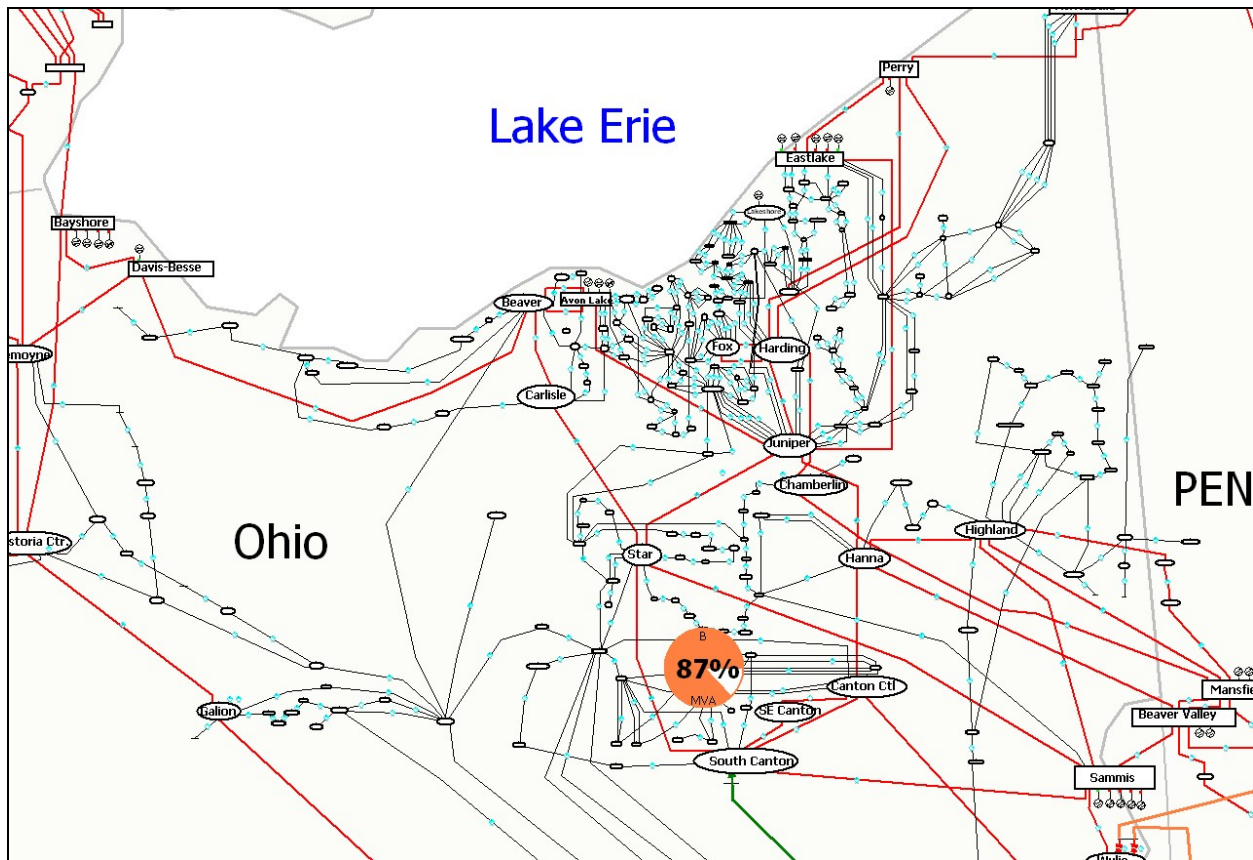 Perry
Lake Erie
Eastlake
Lakeshore
Bayshore
Davis-Besse
Beaver
Avon Lake
emoyne
Fox
Harding
Carlisle
Juniper
Chamberlin
PEN
Ohio
storia Ctr.
Star
Hanna
Highland
B
87%
MVA
Canton Ctl
Mansfie
Galion
SE Canton
Beaver Valley
South Canton
Sammis